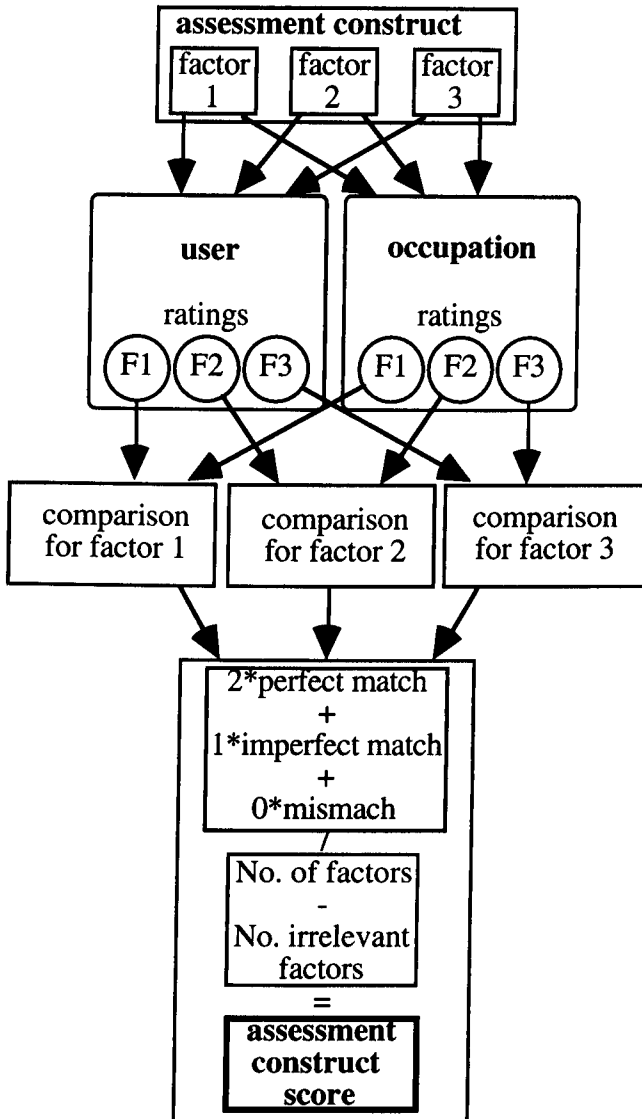 assessment construct
factor 1
factor 2
factor 3
user
occupation
ratings
ratings
F1 F2 F3
F1 F2 F3
comparison
for factor 1
comparison
for factor 2
comparison
for factor 3
2*perfect match
+
1*imperfect match
+
0*mismach
/
No. of factors
-
No. irrelevant
factors
=
assessment
construct
score